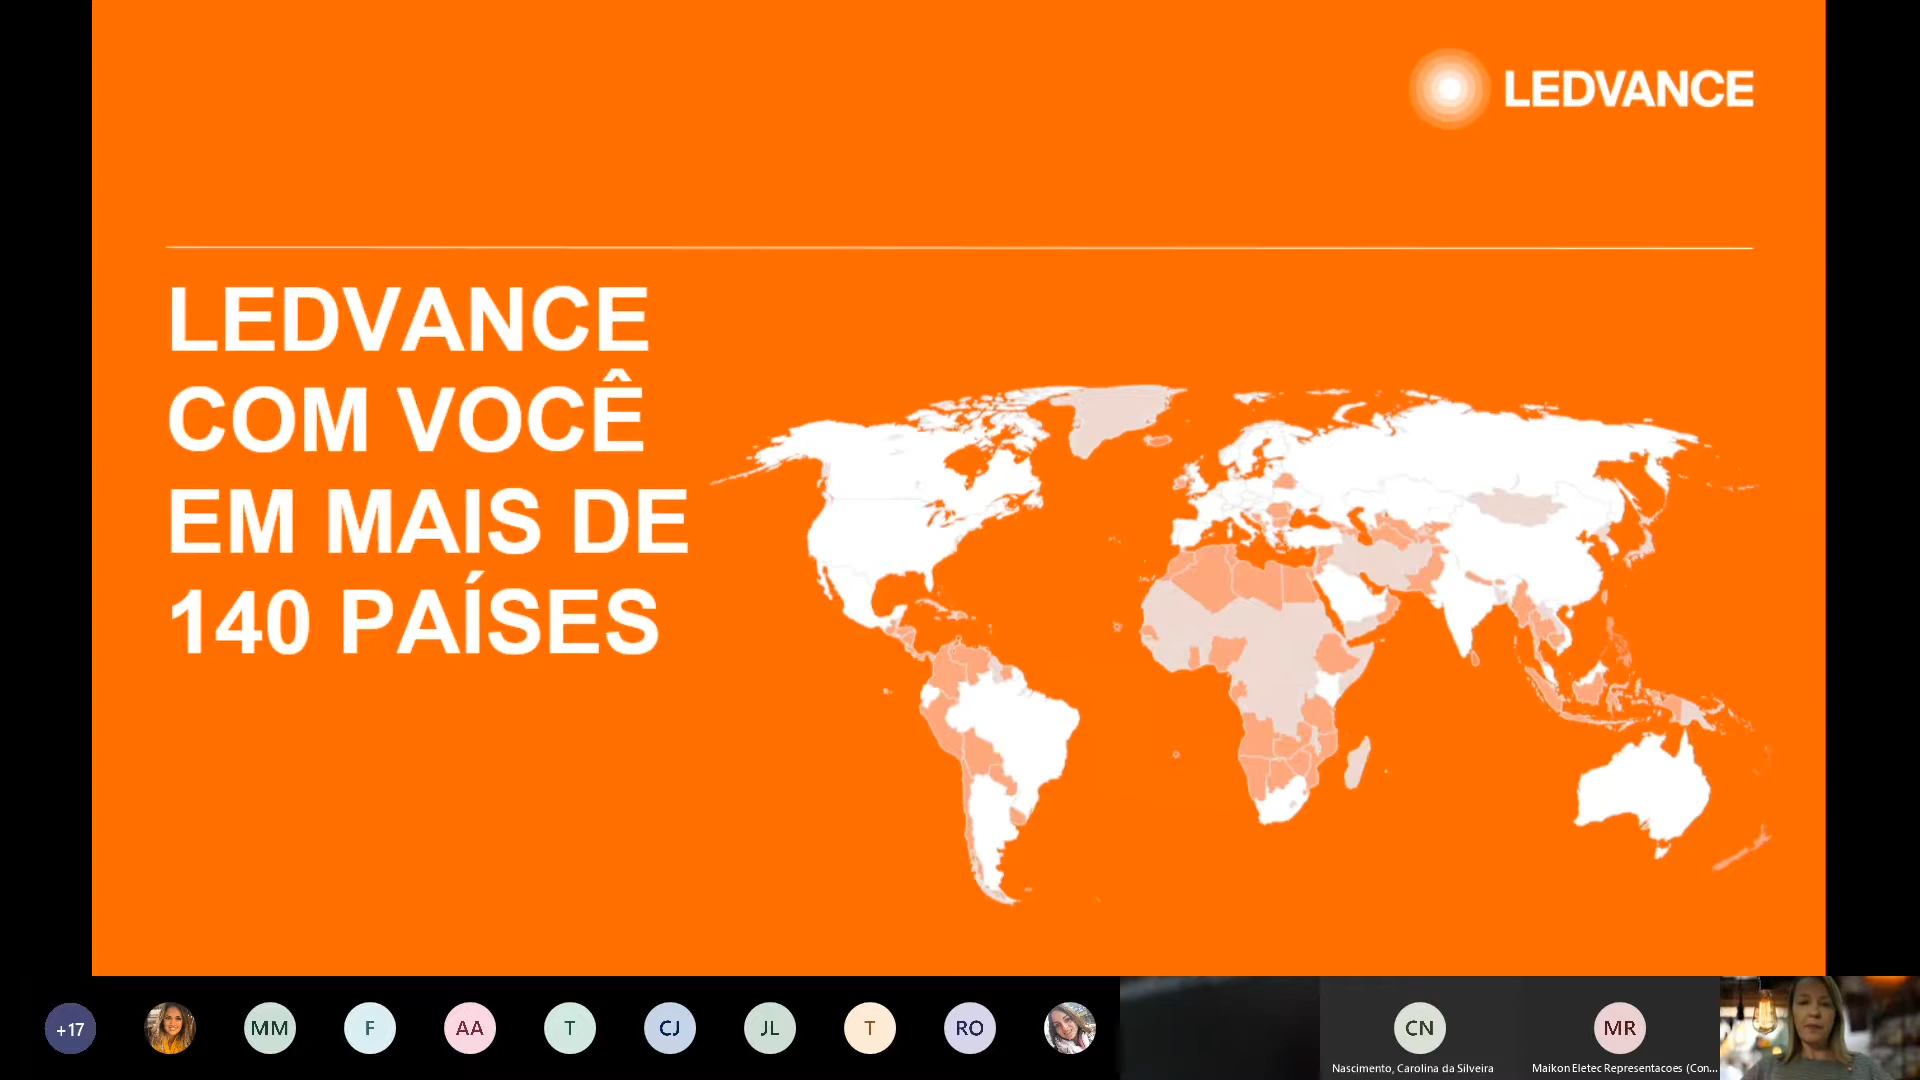 LEDVANCE
LEDVANCE
COM VOCÊ
EM MAIS DE
140 PAÍSES
+17
MM
F
AA
T
CJ
JL
T
RO
CN
Nascimento, Carolina da Silveira
MR
Maikon Eletec Representacoes (Con...